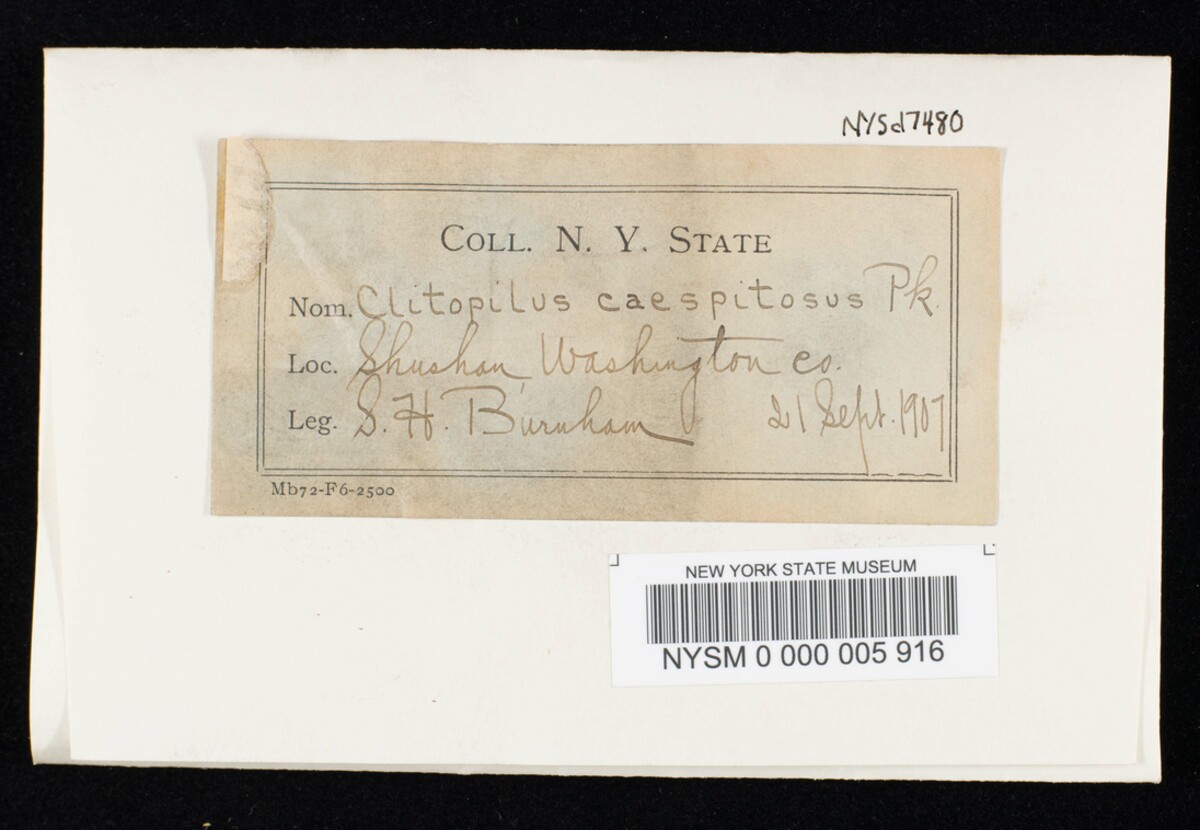 NYSd7480
COLL. N. Y. STATE
Nom. Clitopilus caespitosus Pk.
Loc. Shushan, Washington co.
Leg. S. H. Burnham 21 Sept. 1907
Mb72-F6-2500
NEW YORK STATE MUSEUM
NYSM 0 000 005 916